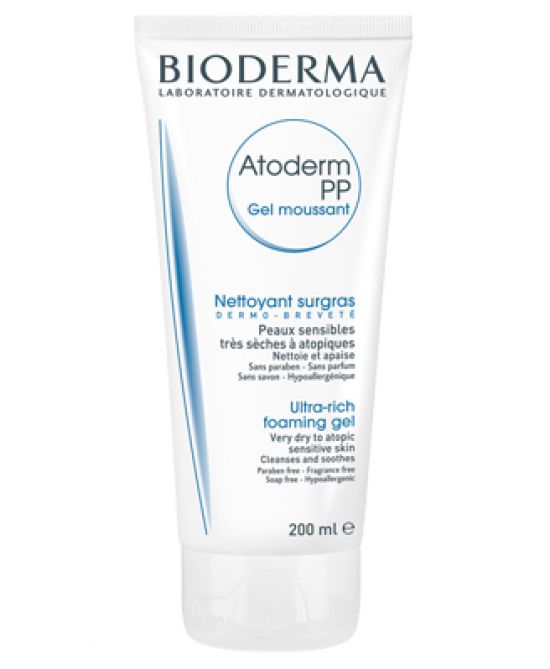 BIODERMA
LABORATOIRE DERMATOLOGIQUE
Atoderm
PP
Gel moussant
Nettoyant surgras
DERMO-BREVETÉ
Peaux sensibles
très sèches à atopiques
Nettoie et apaise
Sans paraben - Sans parfum
Sans savon - Hypoallergénique
Ultra-rich
foaming gel
Very dry to atopic
sensitive skin
Cleanses and soothes
Paraben free - Fragrance free
Soap free - Hypoallergenic
200 ml ℮